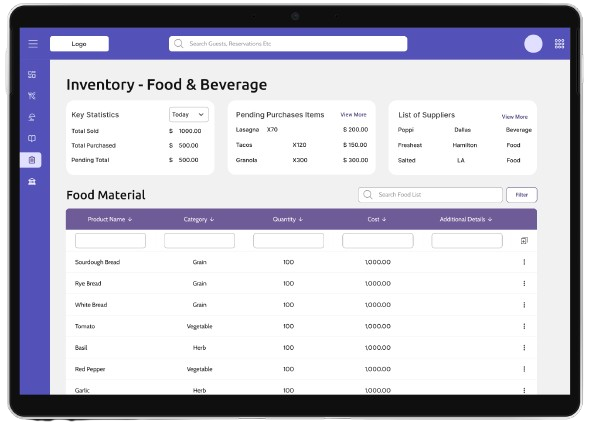 Logo
Search Guests, Reservations Etc
Inventory - Food & Beverage
Key Statistics Today
Total Sold $ 1000.00
Total Purchased $ 500.00
Pending Total $ 500.00
Pending Purchases Items View More
Lasagna X70 $ 200.00
Tacos X120 $ 150.00
Granola X300 $ 300.00
List of Suppliers View More
Poppi Dallas Beverage
Freshest Hamilton Food
Salted LA Food
Food Material
Search Food List
Filter
Product Name ↓ Category ↓ Quantity ↓ Cost ↓ Additional Details ↓
Sourdough Bread Grain 100 1,000.00
Rye Bread Grain 100 1,000.00
White Bread Grain 100 1,000.00
Tomato Vegetable 100 1,000.00
Basil Herb 100 1,000.00
Red Pepper Vegetable 100 1,000.00
Garlic Herb 100 1,000.00